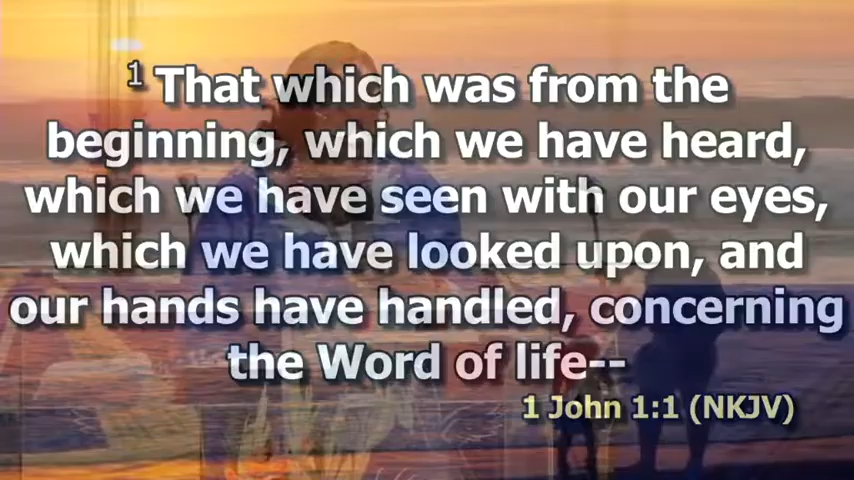 1 That which was from the
beginning, which we have heard,
which we have seen with our eyes,
which we have looked upon, and
our hands have handled, concerning
the Word of life--
1 John 1:1 (NKJV)